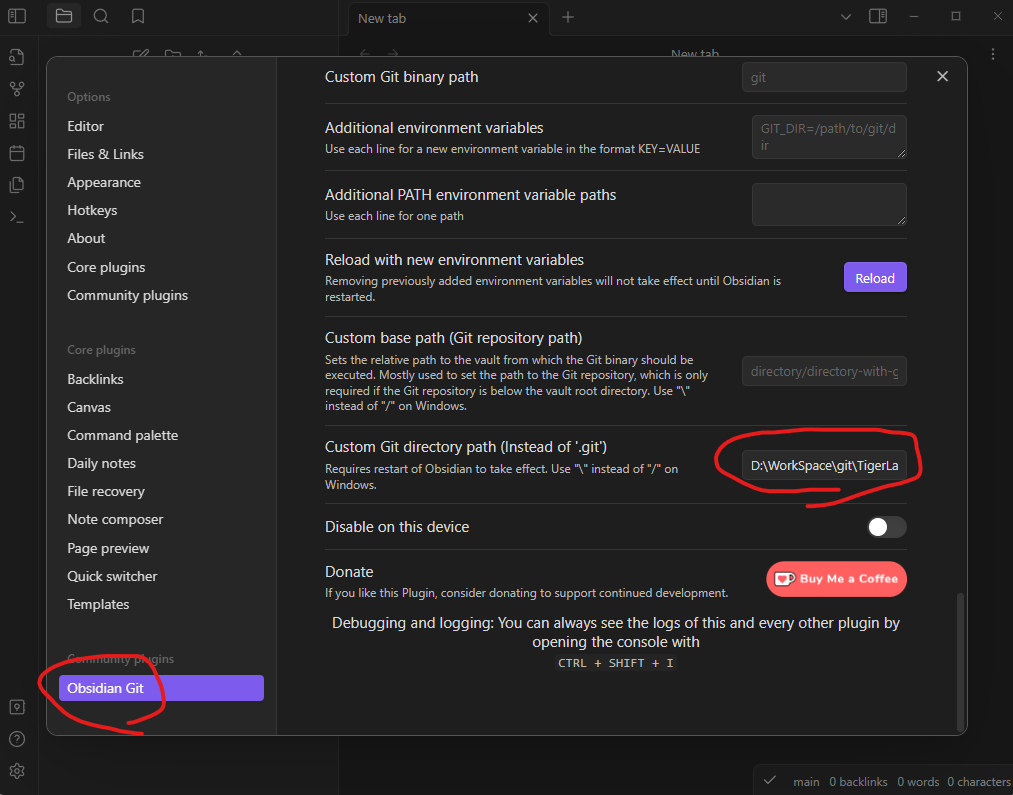 New tab
New tab
Options
Editor
Files & Links
Appearance
Hotkeys
About
Core plugins
Community plugins
Core plugins
Backlinks
Canvas
Command palette
Daily notes
File recovery
Note composer
Page preview
Quick switcher
Templates
Community plugins
Obsidian Git
Custom Git binary path
git
Additional environment variables
Use each line for a new environment variable in the format KEY=VALUE
GIT_DIR=/path/to/git/d
ir
Additional PATH environment variable paths
Use each line for one path
Reload with new environment variables
Removing previously added environment variables will not take effect until Obsidian is
restarted.
Reload
Custom base path (Git repository path)
Sets the relative path to the vault from which the Git binary should be
executed. Mostly used to set the path to the Git repository, which is only
required if the Git repository is below the vault root directory. Use "\"
instead of "/" on Windows.
directory/directory-with-g
Custom Git directory path (Instead of '.git')
Requires restart of Obsidian to take effect. Use "\" instead of "/" on
Windows.
D:\WorkSpace\git\TigerLa
Disable on this device
Donate
If you like this Plugin, consider donating to support continued development.
Buy Me a Coffee
Debugging and logging: You can always see the logs of this and every other plugin by
opening the console with
CTRL + SHIFT + I
main 0 backlinks 0 words 0 characters